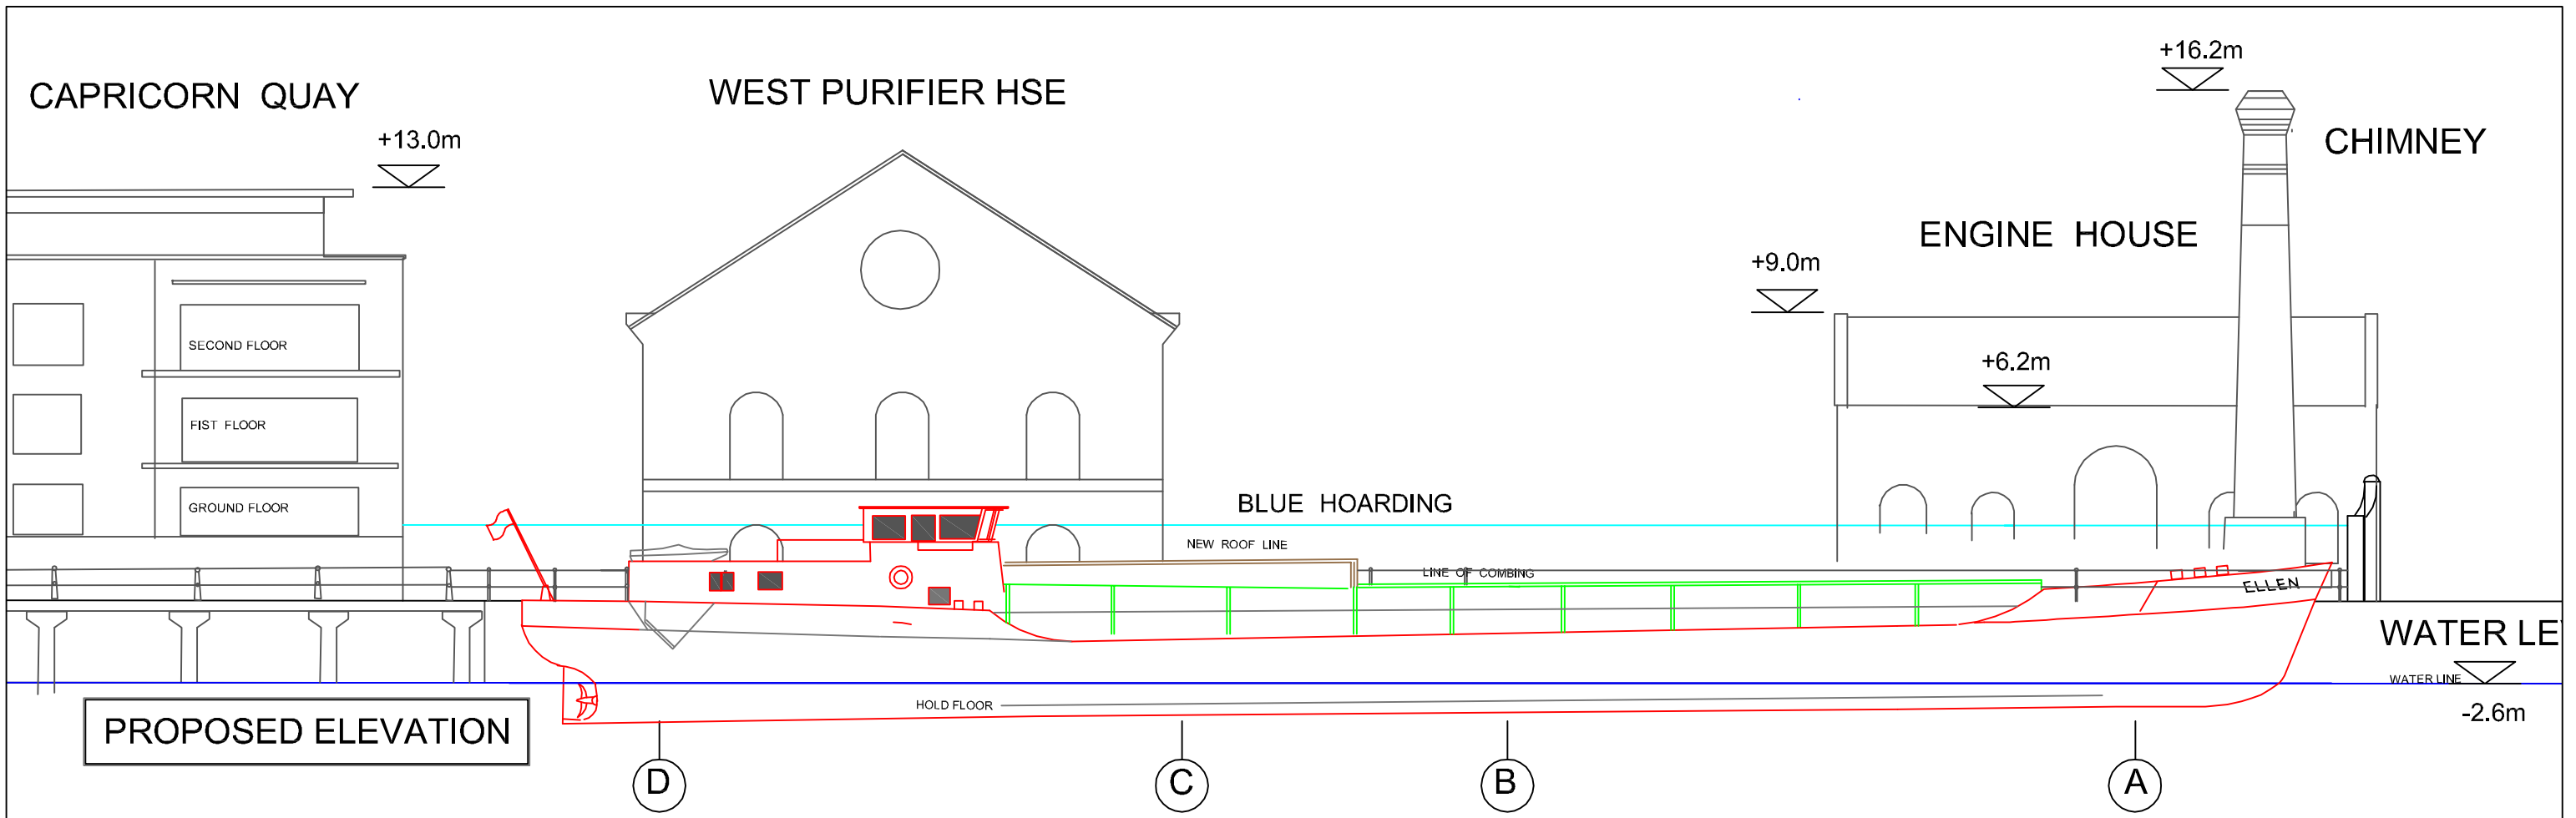 CAPRICORN QUAY
+13.0m
WEST PURIFIER HSE
+16.2m
CHIMNEY
ENGINE HOUSE
+9.0m
+6.2m
SECOND FLOOR
FIST FLOOR
GROUND FLOOR
BLUE HOARDING
NEW ROOF LINE
LINE OF COMBING
ELLEN
WATER LE
WATER LINE
-2.6m
HOLD FLOOR
PROPOSED ELEVATION
D
C
B
A